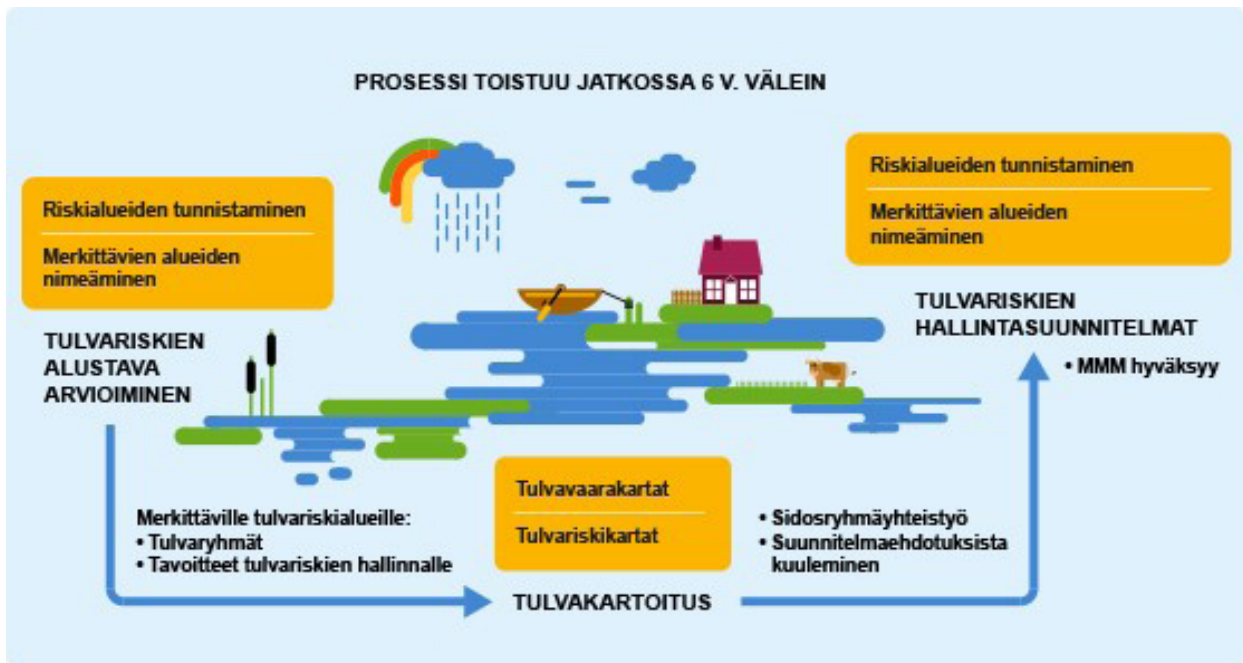 PROSESSI TOISTUU JATKOSSA 6 V. VÄLEIN
Riskialueiden tunnistaminen
Merkittävien alueiden
nimeäminen
TULVARISKIEN
ALUSTAVA
ARVIOIMINEN
Merkittäville tulvariskialueille:
• Tulvaryhmät
• Tavoitteet tulvariskien hallinnalle
Tulvavaarakartat
Tulvariskikartat
TULVAKARTOITUS
• Sidosryhmäyhteistyö
• Suunnitelmaehdotuksista
kuuleminen
Riskialueiden tunnistaminen
Merkittävien alueiden
nimeäminen
TULVARISKIEN
HALLINTASUUNNITELMAT
• MMM hyväksyy